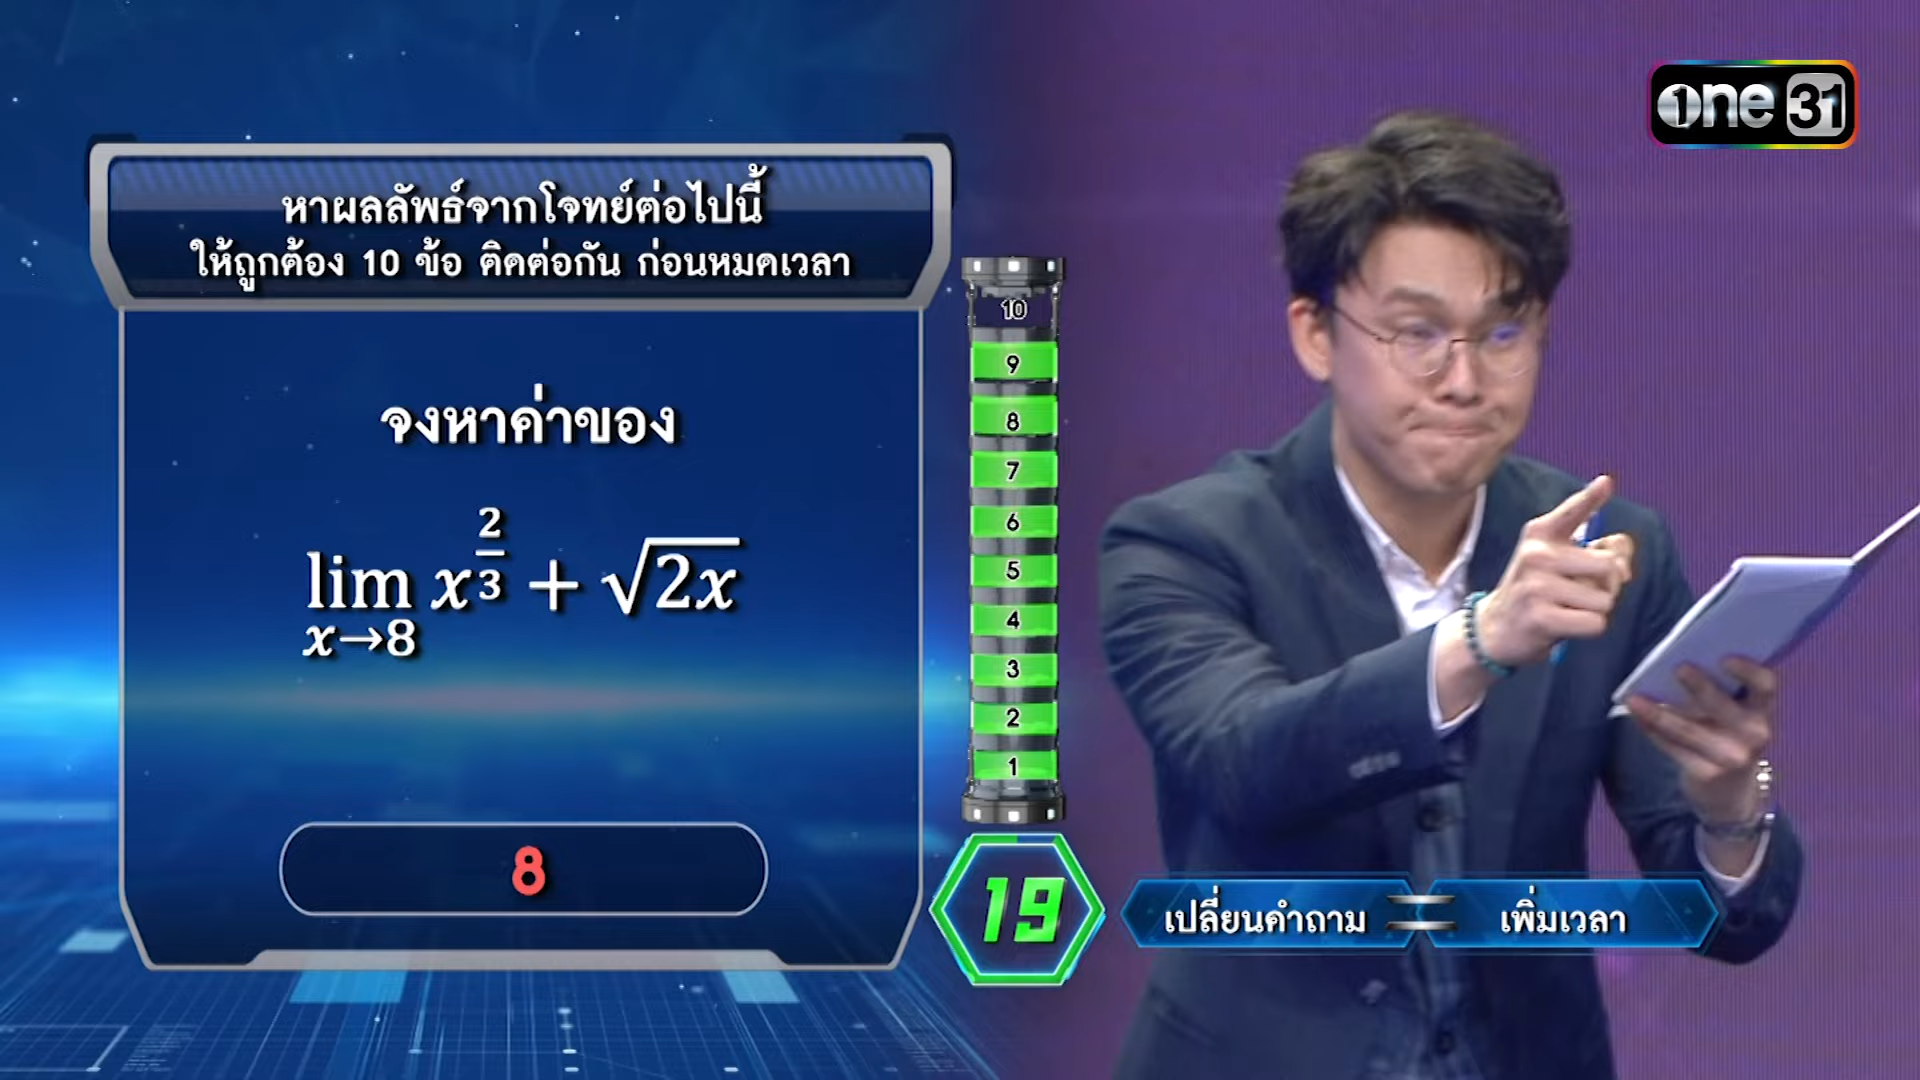 one 31
หาผลลัพธ์จากโจทย์ต่อไปนี้
ให้ถูกต้อง 10 ข้อ ติดต่อกัน ก่อนหมดเวลา
จงหาค่าของ
lim x→8 x^(2/3) + √2x
8
10
9
8
7
6
5
4
3
2
1
19
เปลี่ยนคำถาม
เพิ่มเวลา